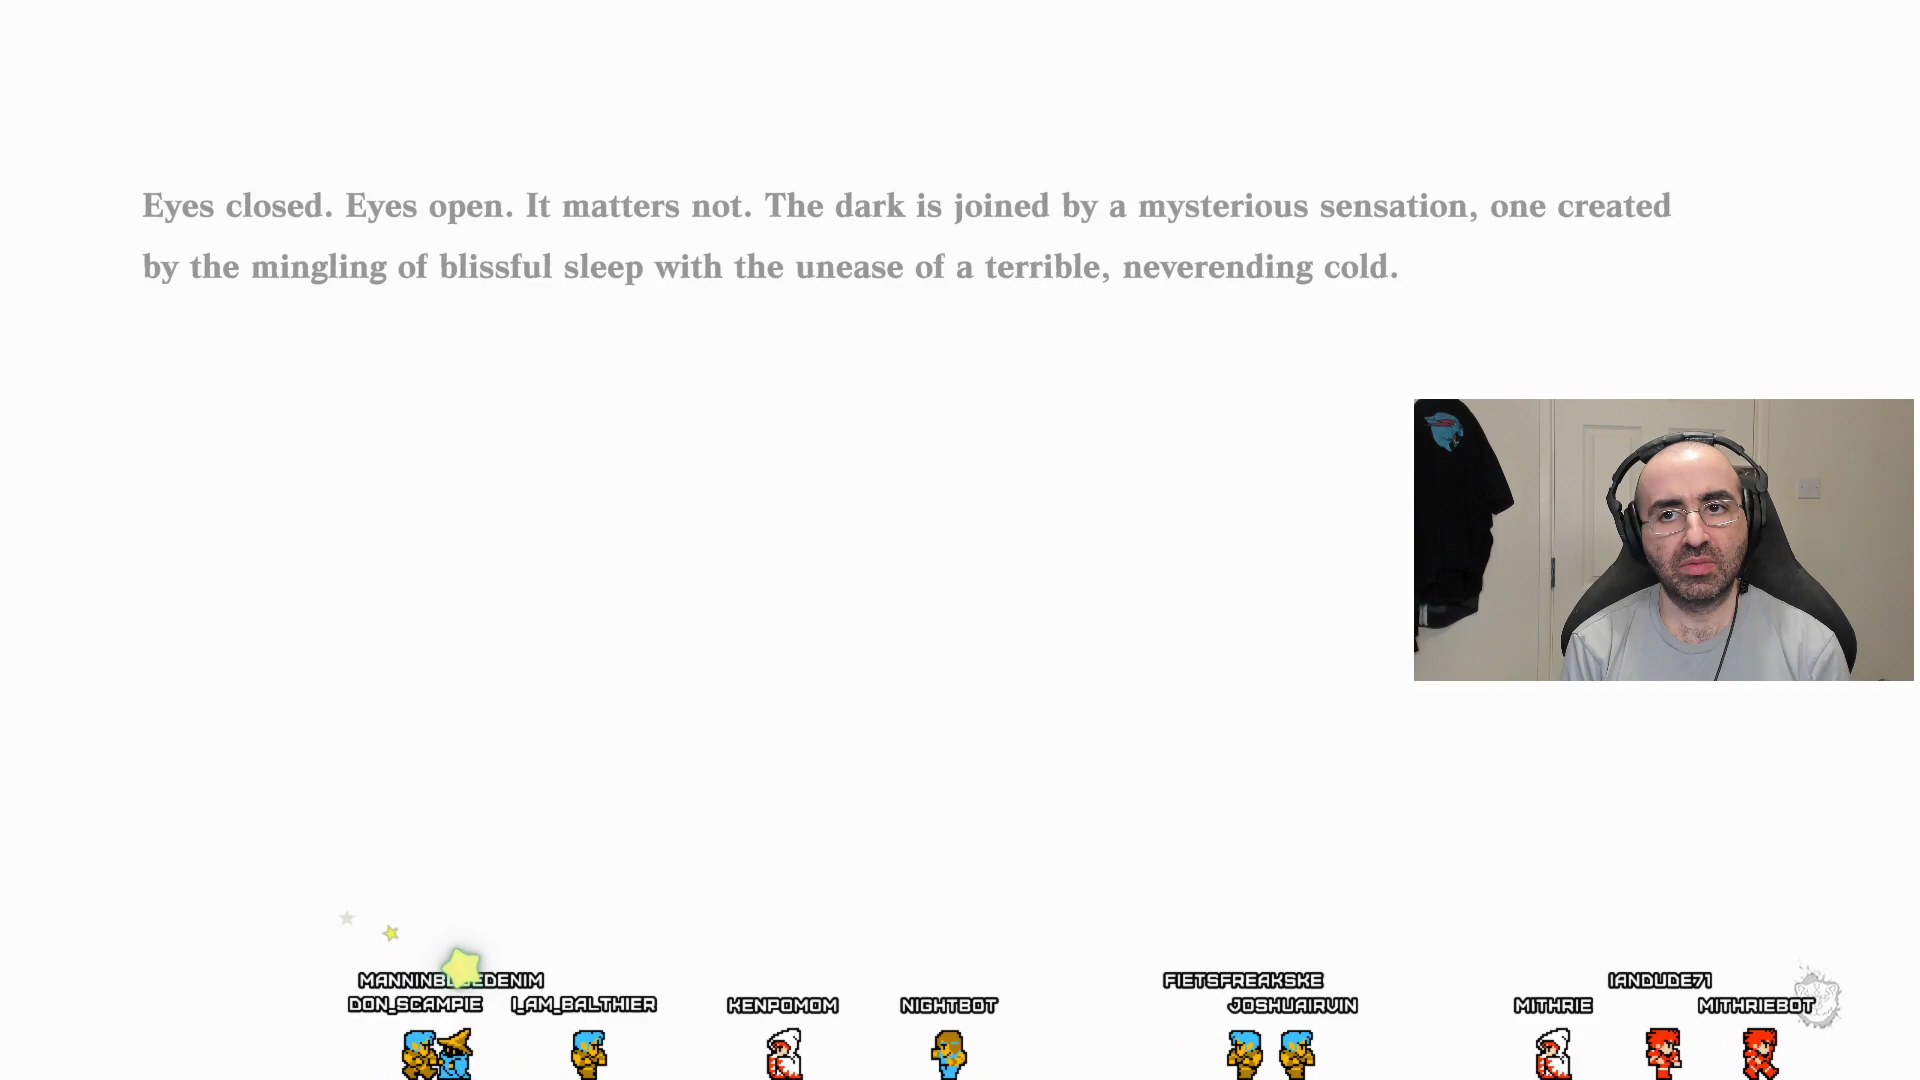 Eyes closed. Eyes open. It matters not. The dark is joined by a mysterious sensation, one created
by the mingling of blissful sleep with the unease of a terrible, neverending cold.
FIETSFREAKSKE IANDUDE71
DON_SCAMPIE I_AM_BALTHIER KENPOMOM NIGHTBOT JOSHUAIRVIN MITHRIE MITHRIEBOT